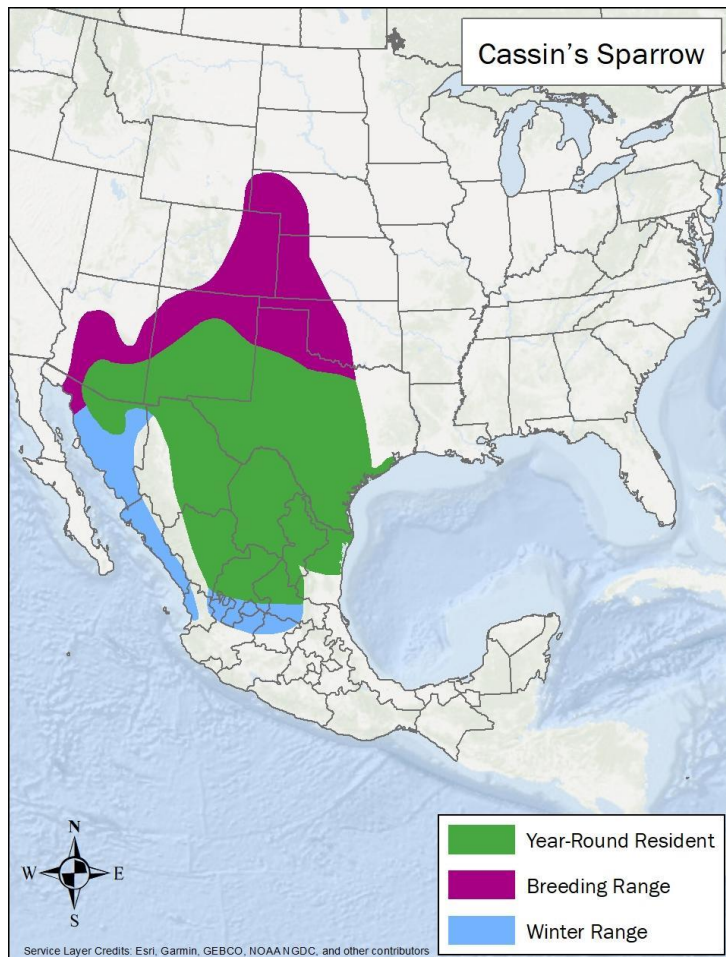 Cassin's Sparrow
N
W E
S
Year-Round Resident
Breeding Range
Winter Range
Service Layer Credits: Esri, Garmin, GEBCO, NOAA NGDC, and other contributors